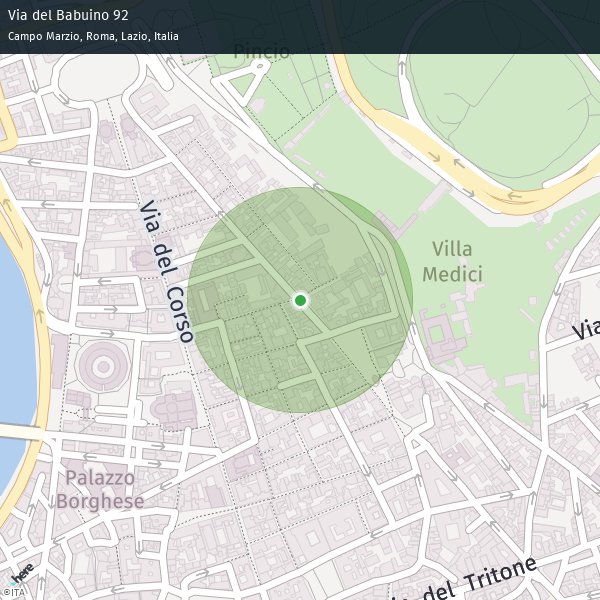 Via del Babuino 92
Campo Marzio, Roma, Lazio, Italia
Pincio
Via del Corso
Villa
Medici
Via
Palazzo
Borghese
del Tritone
here
©ITA